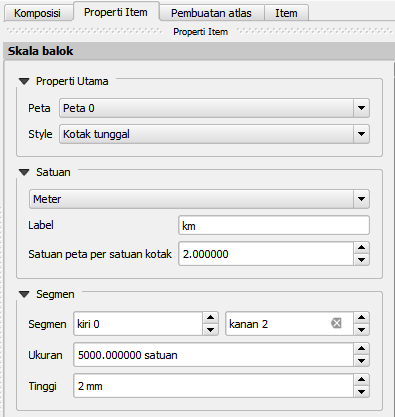 Komposisi Properti Item Pembuatan atlas Item
Properti Item
Skala balok
Properti Utama
Peta Peta 0
Style Kotak tunggal
Satuan
Meter
Label km
Satuan peta per satuan kotak 2.000000
Segmen
Segmen kiri 0 kanan 2
Ukuran 5000.000000 satuan
Tinggi 2 mm